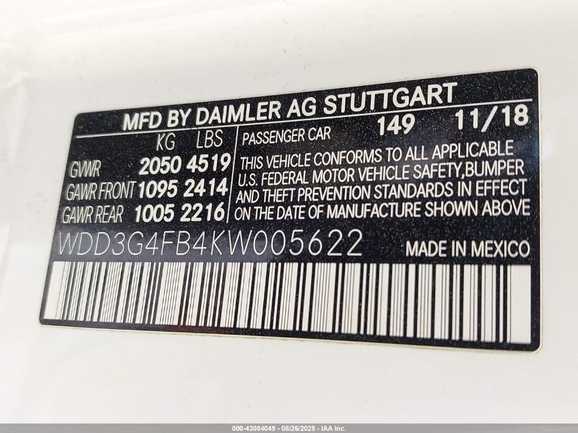 MFD BY DAIMLER AG STUTTGART
KG LBS PASSENGER CAR 149 11/18
GVWR 2050 4519
GAWR FRONT 1095 2414
GAWR REAR 1005 2216
THIS VEHICLE CONFORMS TO ALL APPLICABLE
U.S. FEDERAL MOTOR VEHICLE SAFETY,BUMPER
AND THEFT PREVENTION STANDARDS IN EFFECT
ON THE DATE OF MANUFACTURE SHOWN ABOVE
WDD3G4FB4KW005622 MADE IN MEXICO
000-43084049 - 08/26/2025 - IAA Inc.